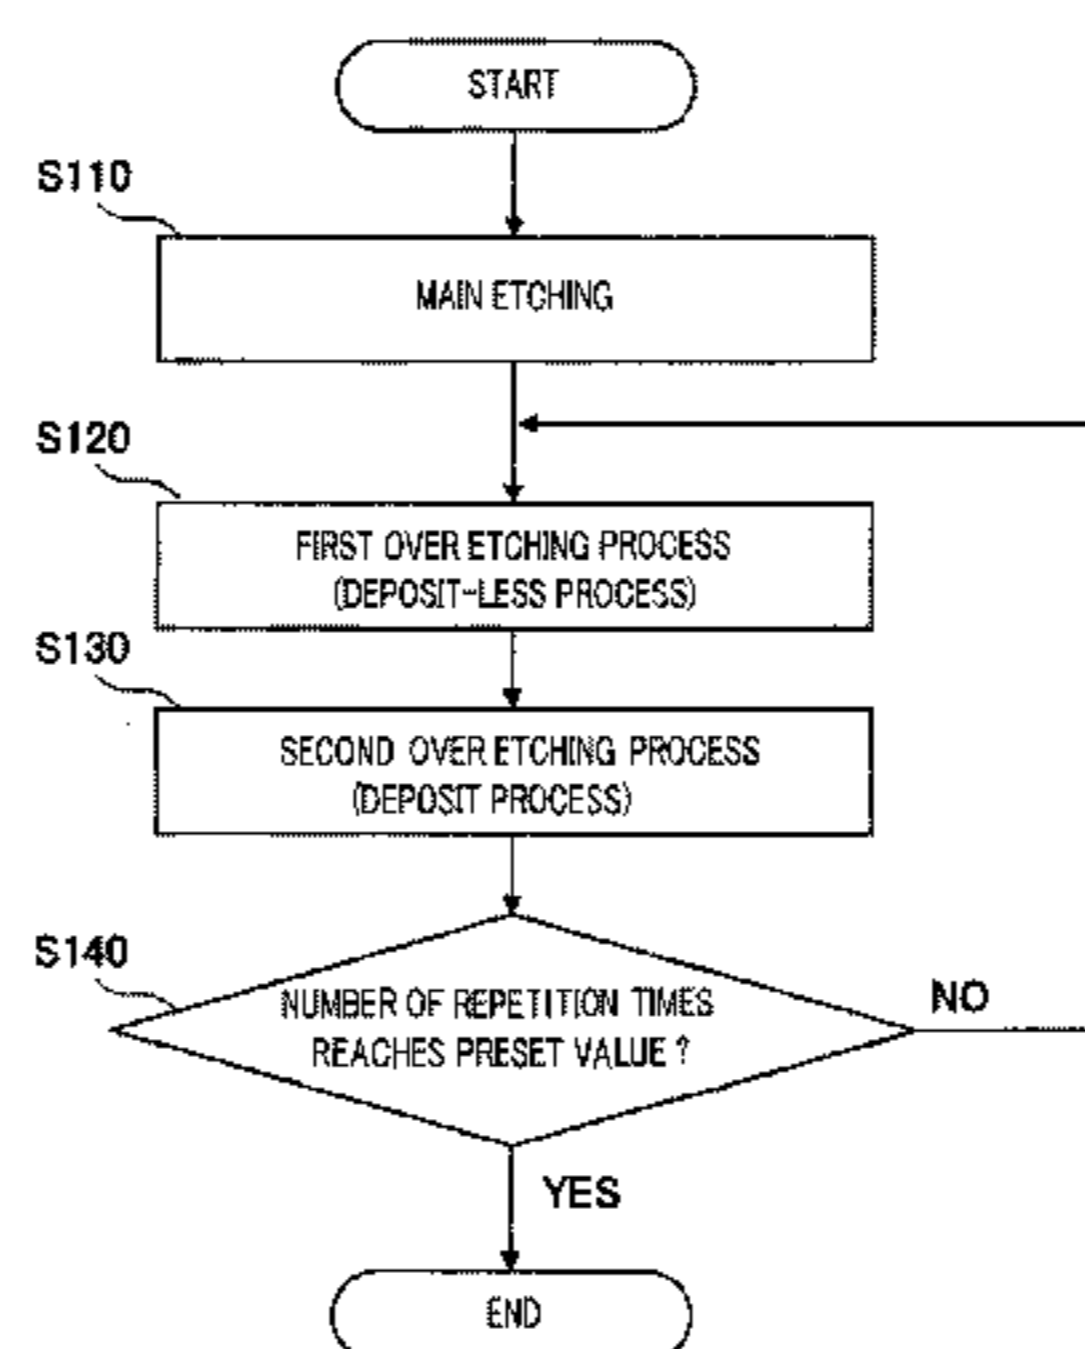 START
S110
MAIN ETCHING
S120
FIRST OVER ETCHING PROCESS
(DEPOSIT-LESS PROCESS)
S130
SECOND OVER ETCHING PROCESS
(DEPOSIT PROCESS)
S140
NUMBER OF REPETITION TIMES
REACHES PRESET VALUE ?
NO
YES
END